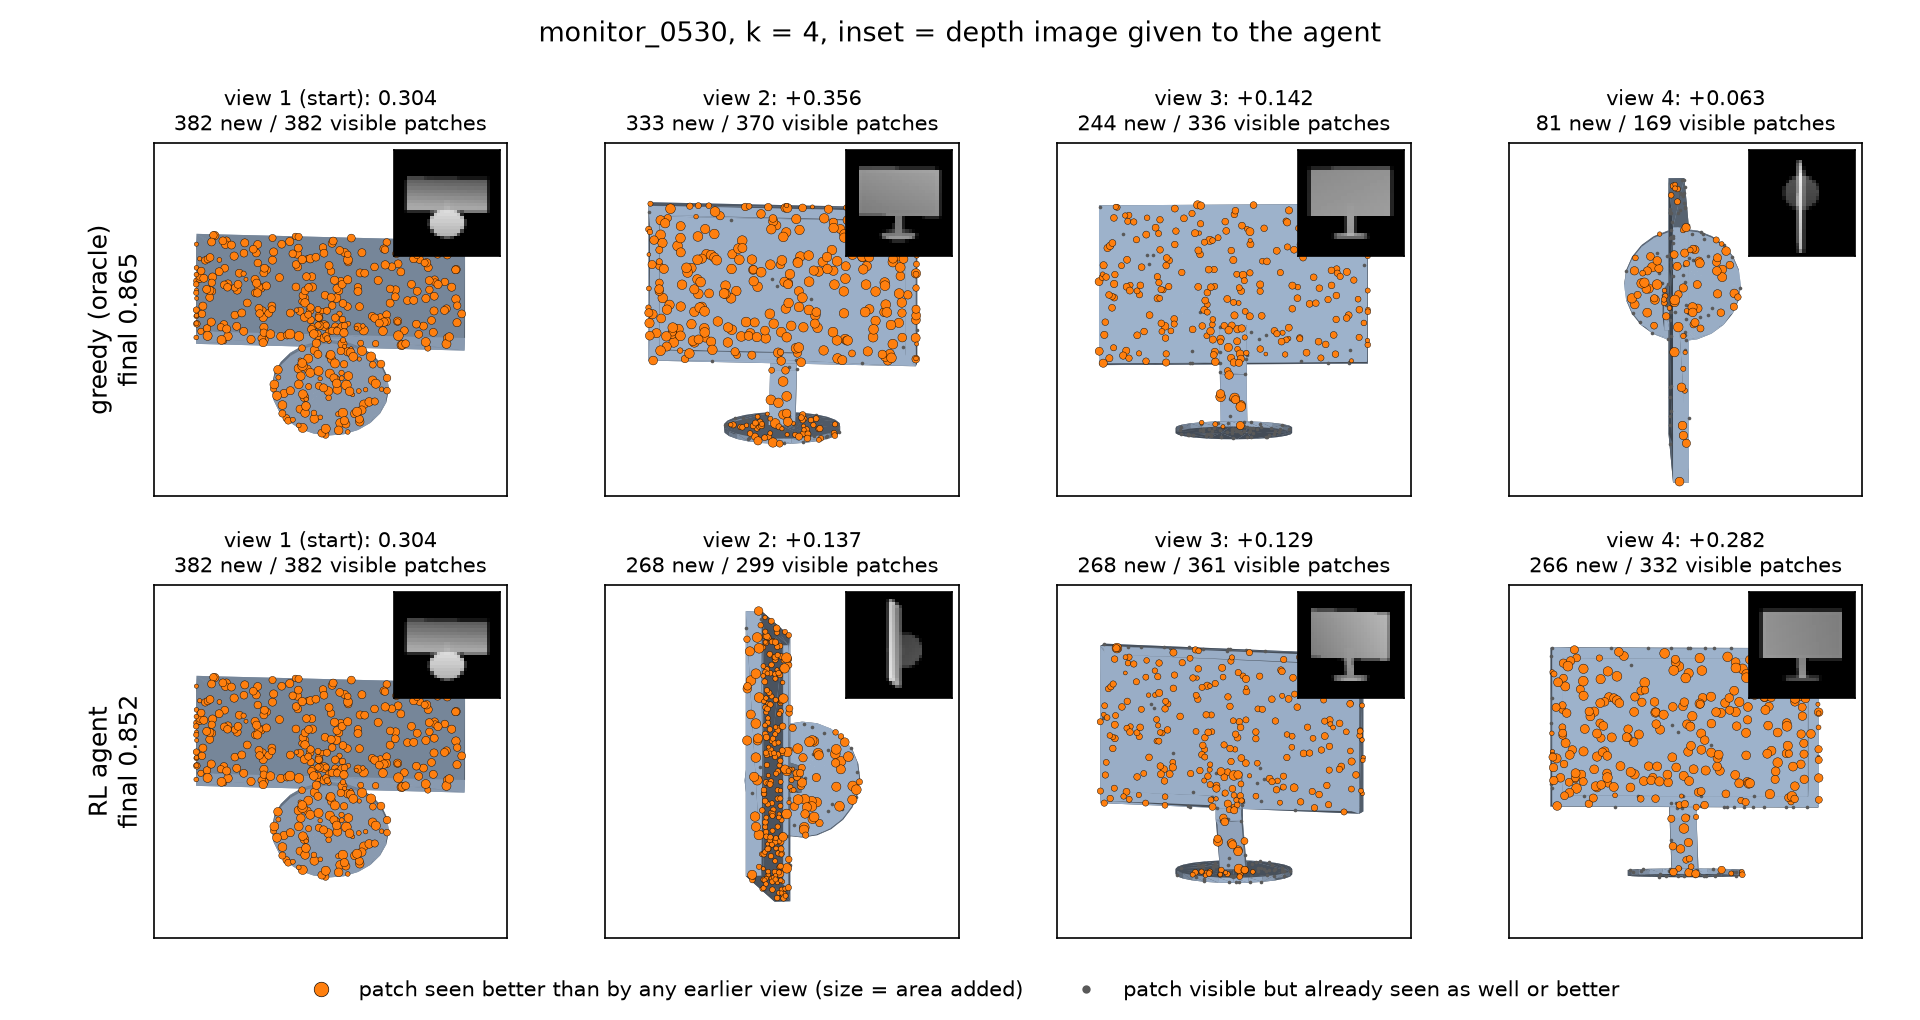 monitor_0530, k = 4, inset = depth image given to the agent
view 1 (start): 0.304
382 new / 382 visible patches
view 2: +0.356
333 new / 370 visible patches
view 3: +0.142
244 new / 336 visible patches
view 4: +0.063
81 new / 169 visible patches
greedy (oracle)
final 0.865
view 1 (start): 0.304
382 new / 382 visible patches
view 2: +0.137
268 new / 299 visible patches
view 3: +0.129
268 new / 361 visible patches
view 4: +0.282
266 new / 332 visible patches
RL agent
final 0.852
patch seen better than by any earlier view (size = area added)
patch visible but already seen as well or better